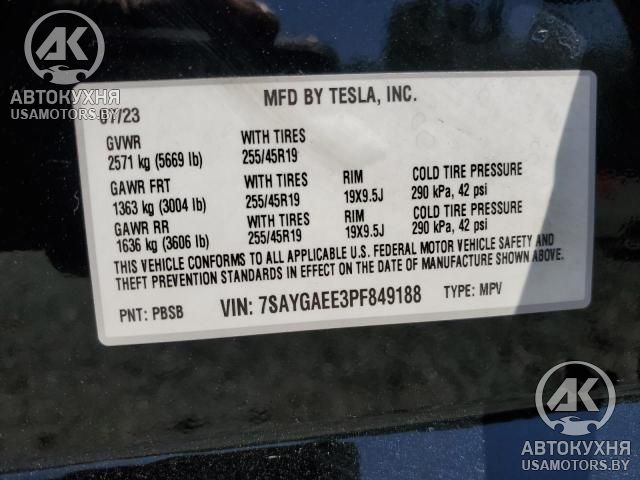 AK
АВТОКУХНЯ
USAMOTORS.BY
MFD BY TESLA, INC.
01/23
GVWR WITH TIRES
2571 kg (5669 lb) 255/45R19
GAWR FRT WITH TIRES RIM COLD TIRE PRESSURE
1363 kg (3004 lb) 255/45R19 19X9.5J 290 kPa, 42 psi
GAWR RR WITH TIRES RIM COLD TIRE PRESSURE
1636 kg (3606 lb) 255/45R19 19X9.5J 290 kPa, 42 psi
THIS VEHICLE CONFORMS TO ALL APPLICABLE U.S. FEDERAL MOTOR VEHICLE SAFETY AND
THEFT PREVENTION STANDARDS IN EFFECT ON THE DATE OF MANUFACTURE SHOWN ABOVE.
PNT: PBSB VIN: 7SAYGAEE3PF849188 TYPE: MPV
AK
АВТОКУХНЯ
USAMOTORS.BY